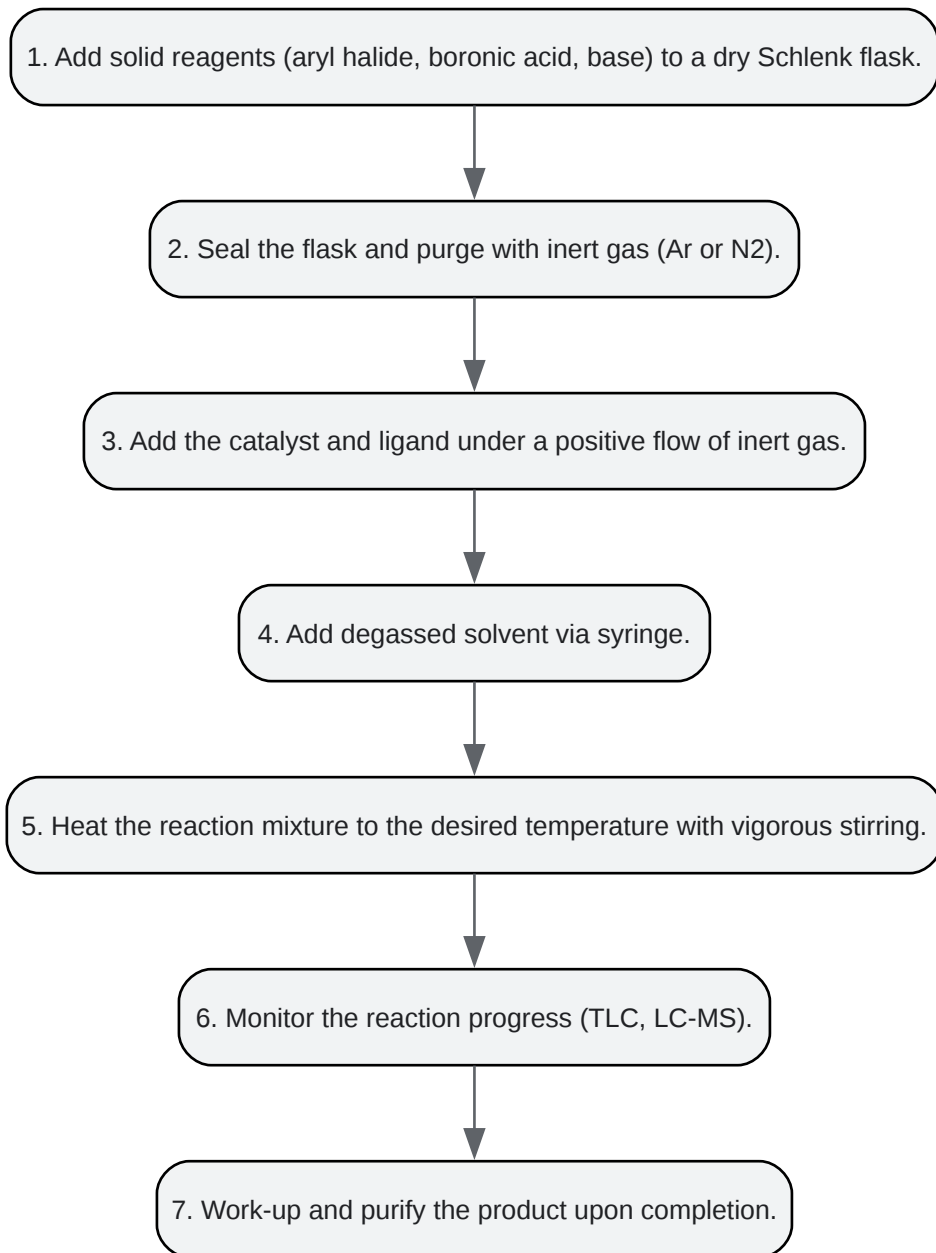 1. Add solid reagents (aryl halide, boronic acid, base) to a dry Schlenk flask.
2. Seal the flask and purge with inert gas (Ar or N2).
3. Add the catalyst and ligand under a positive flow of inert gas.
4. Add degassed solvent via syringe.
5. Heat the reaction mixture to the desired temperature with vigorous stirring.
6. Monitor the reaction progress (TLC, LC-MS).
7. Work-up and purify the product upon completion.